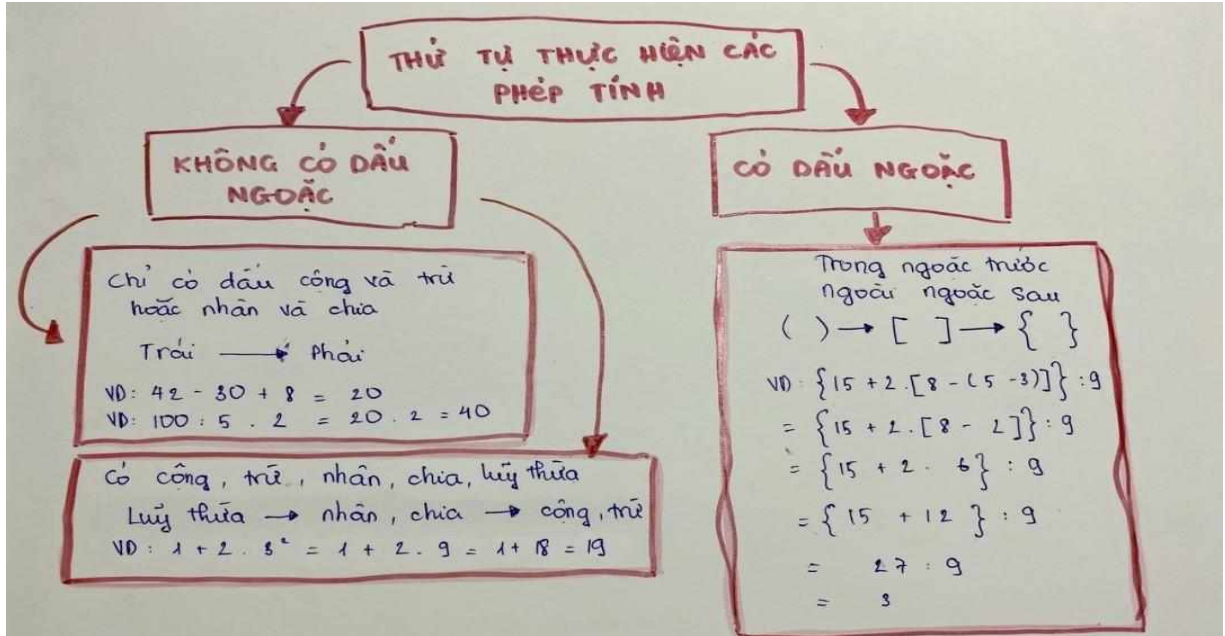 THỨ TỰ THỰC HIỆN CÁC
PHÉP TÍNH
KHÔNG CÓ DẤU
NGOẶC
CÓ DẤU NGOẶC
Chỉ có dấu cộng và trừ
hoặc nhân và chia
Trái → Phải
VD: 42 - 30 + 8 = 20
VD: 100 : 5 . 2 = 20 . 2 = 40
Có cộng, trừ, nhân, chia, luỹ thừa
Luỹ thừa → nhân, chia → cộng, trừ
VD: 1 + 2 . 3² = 1 + 2 . 9 = 1 + 18 = 19
Trong ngoặc trước
ngoài ngoặc sau
( ) → [ ] → { }
VD: {15 + 2 . [8 - (5 - 3)]} : 9
= {15 + 2 . [8 - 2]} : 9
= {15 + 2 . 6} : 9
= {15 + 12} : 9
= 27 : 9
= 3